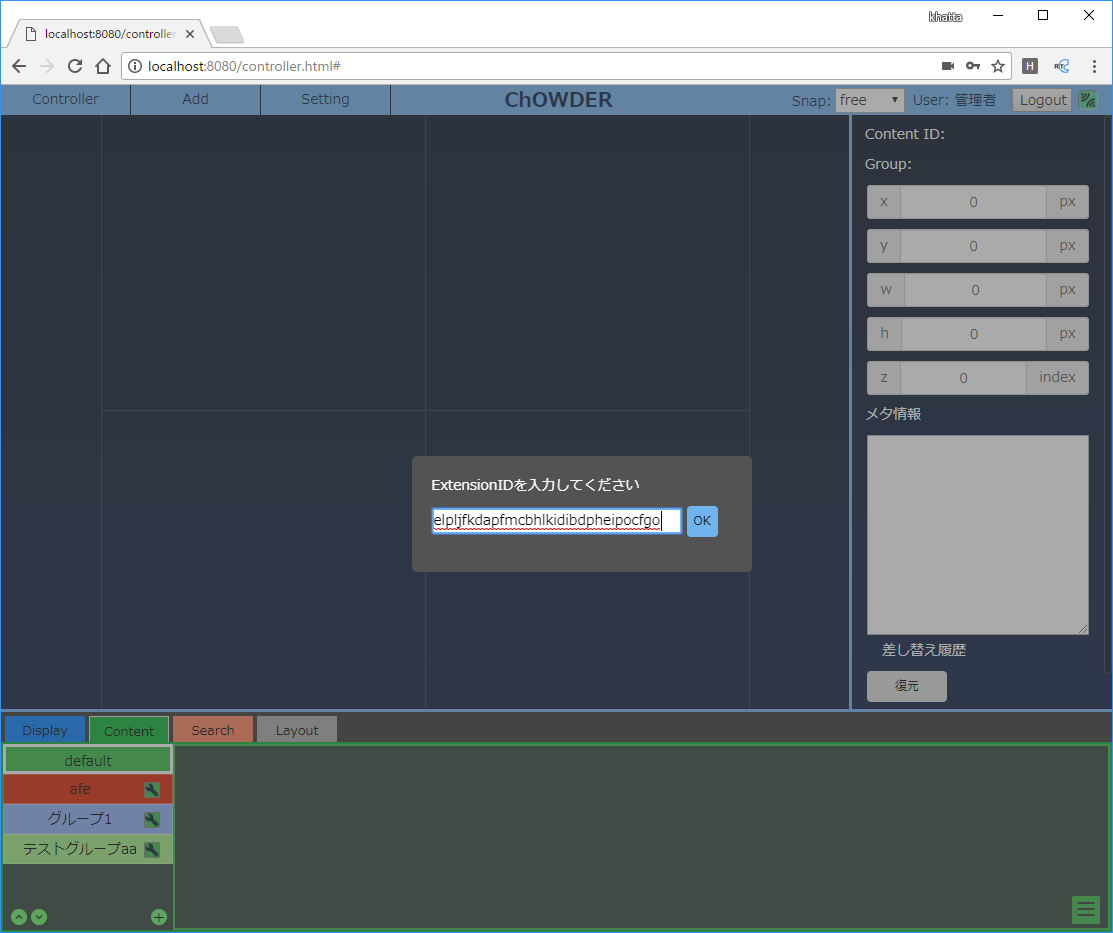 khatta
localhost:8080/controller
localhost:8080/controller.html#
H
RTC
Controller Add Setting ChOWDER Snap: free User: 管理者 Logout
Content ID:
Group:
x 0 px
y 0 px
w 0 px
h 0 px
z 0 index
メタ情報
ExtensionIDを入力してください
elpljfkdapfmcbhlkidibdpheipocfgo OK
差し替え履歴
復元
Display Content Search Layout
default
afe
グループ1
テストグループaa